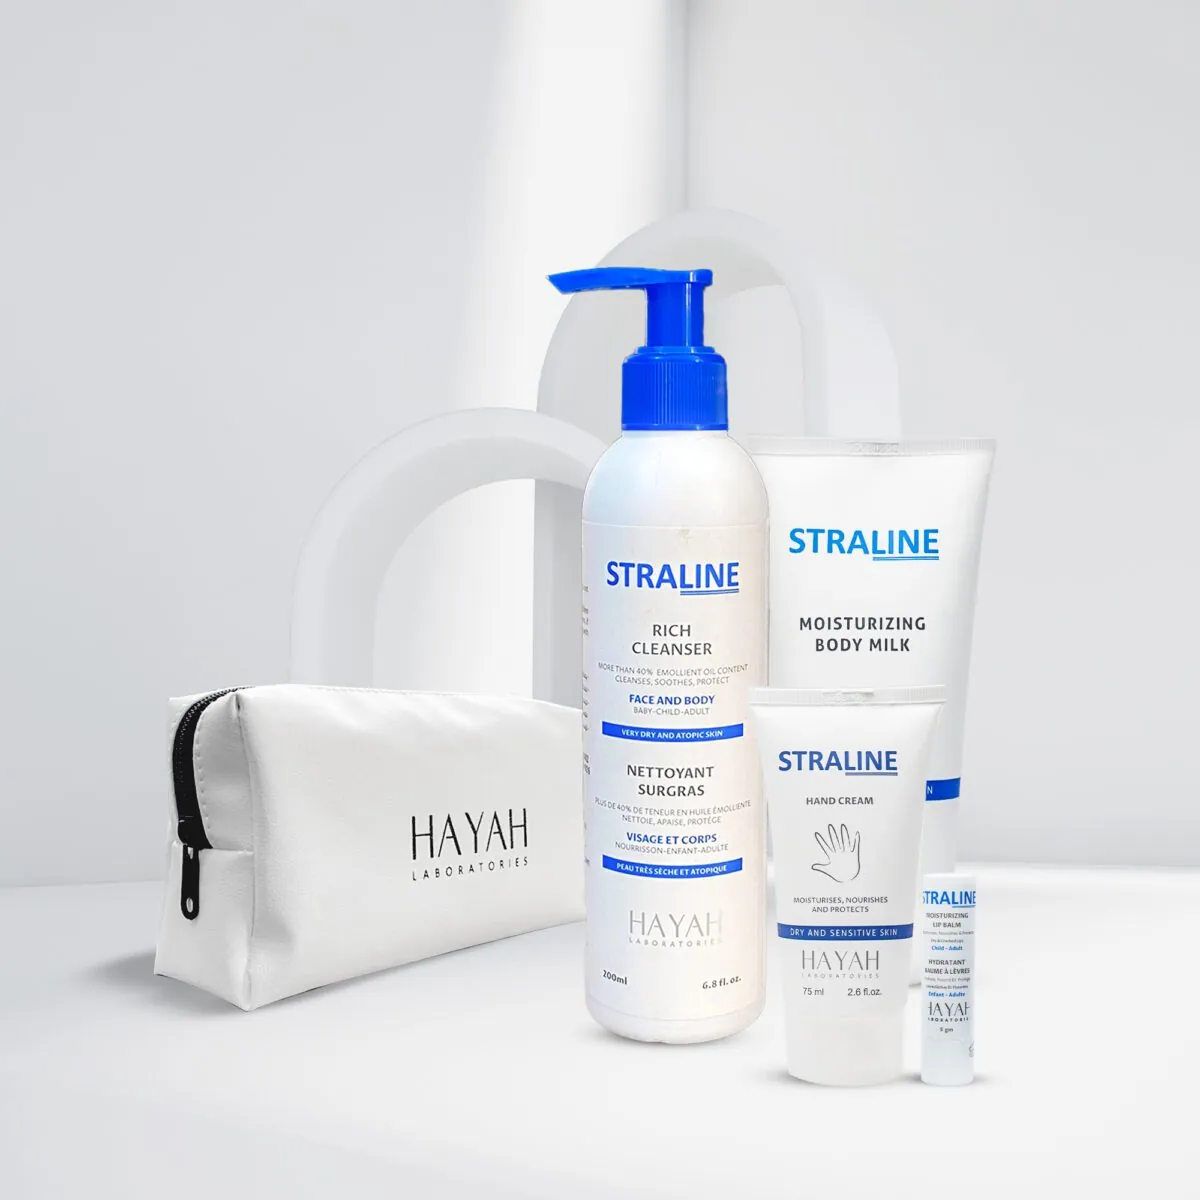 HAYAH
LABORATORIES
STRALINE
RICH
CLEANSER
MORE THAN 40% EMOLLIENT OIL CONTENT
CLEANSES, SOOTHES, PROTECT
FACE AND BODY
BABY-CHILD-ADULT
VERY DRY AND ATOPIC SKIN
NETTOYANT
SURGRAS
PLUS DE 40% DE TENEUR EN HUILE ÉMOLLIENTE
NETTOIE, APAISE, PROTÉGE
VISAGE ET CORPS
NOURRISSON-ENFANT-ADULTE
PEAU TRÈS SÈCHE ET ATOPIQUE
HAYAH
LABORATORIES
200ml 6.8 fl. oz.
STRALINE
MOISTURIZING
BODY MILK
N
STRALINE
HAND CREAM
MOISTURISES, NOURISHES
AND PROTECTS
DRY AND SENSITIVE SKIN
HAYAH
LABORATORIES
75 ml 2.6 fl.oz.
STRALINE
MOISTURIZING
LIP BALM
Child - Adult
HYDRATANT
BAUME À LÈVRES
Enfant - Adulte
HAYAH
LABORATORIES